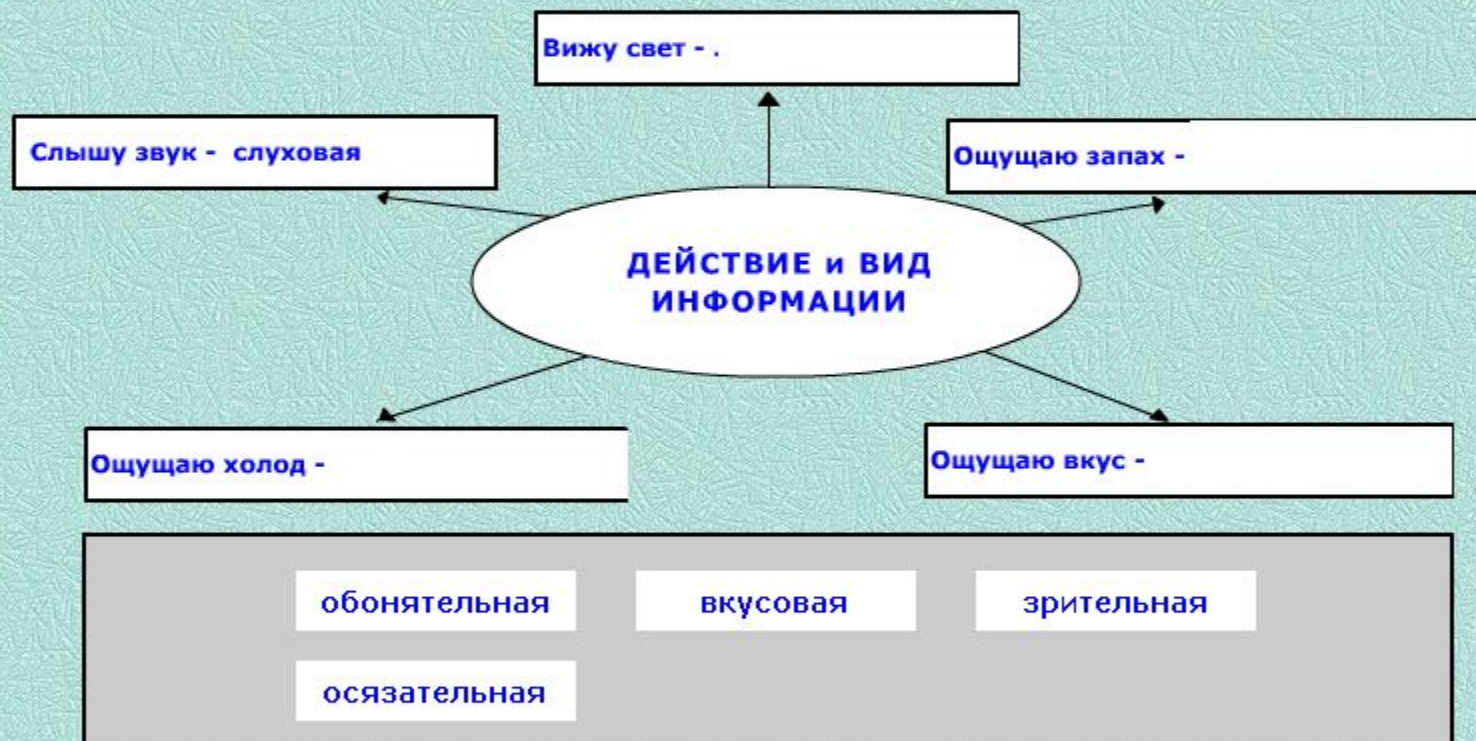 Вижу свет - .
Слышу звук - слуховая
Ощущаю запах -
ДЕЙСТВИЕ и ВИД
ИНФОРМАЦИИ
Ощущаю холод -
Ощущаю вкус -
обонятельная
вкусовая
зрительная
осязательная